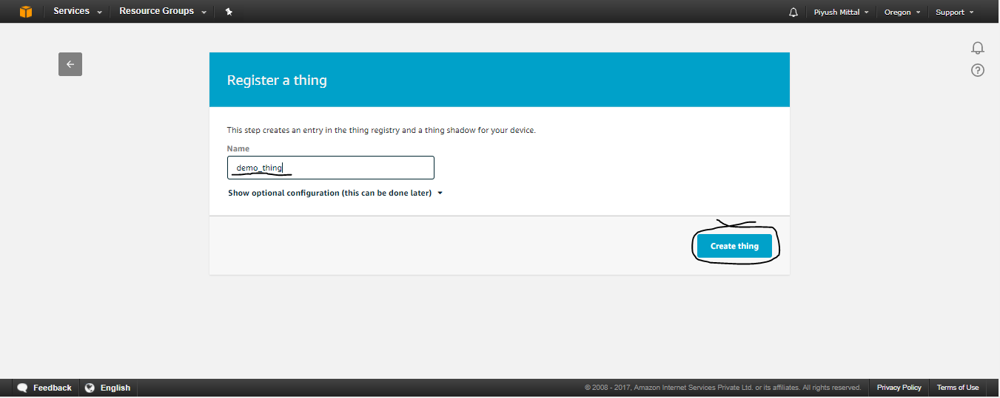 Services Resource Groups Piyush Mittal Oregon Support
Register a thing
This step creates an entry in the thing registry and a thing shadow for your device.
Name
demo_thing
Show optional configuration (this can be done later)
Create thing
Feedback English © 2008 - 2017, Amazon Internet Services Private Ltd. or its affiliates. All rights reserved. Privacy Policy Terms of Use